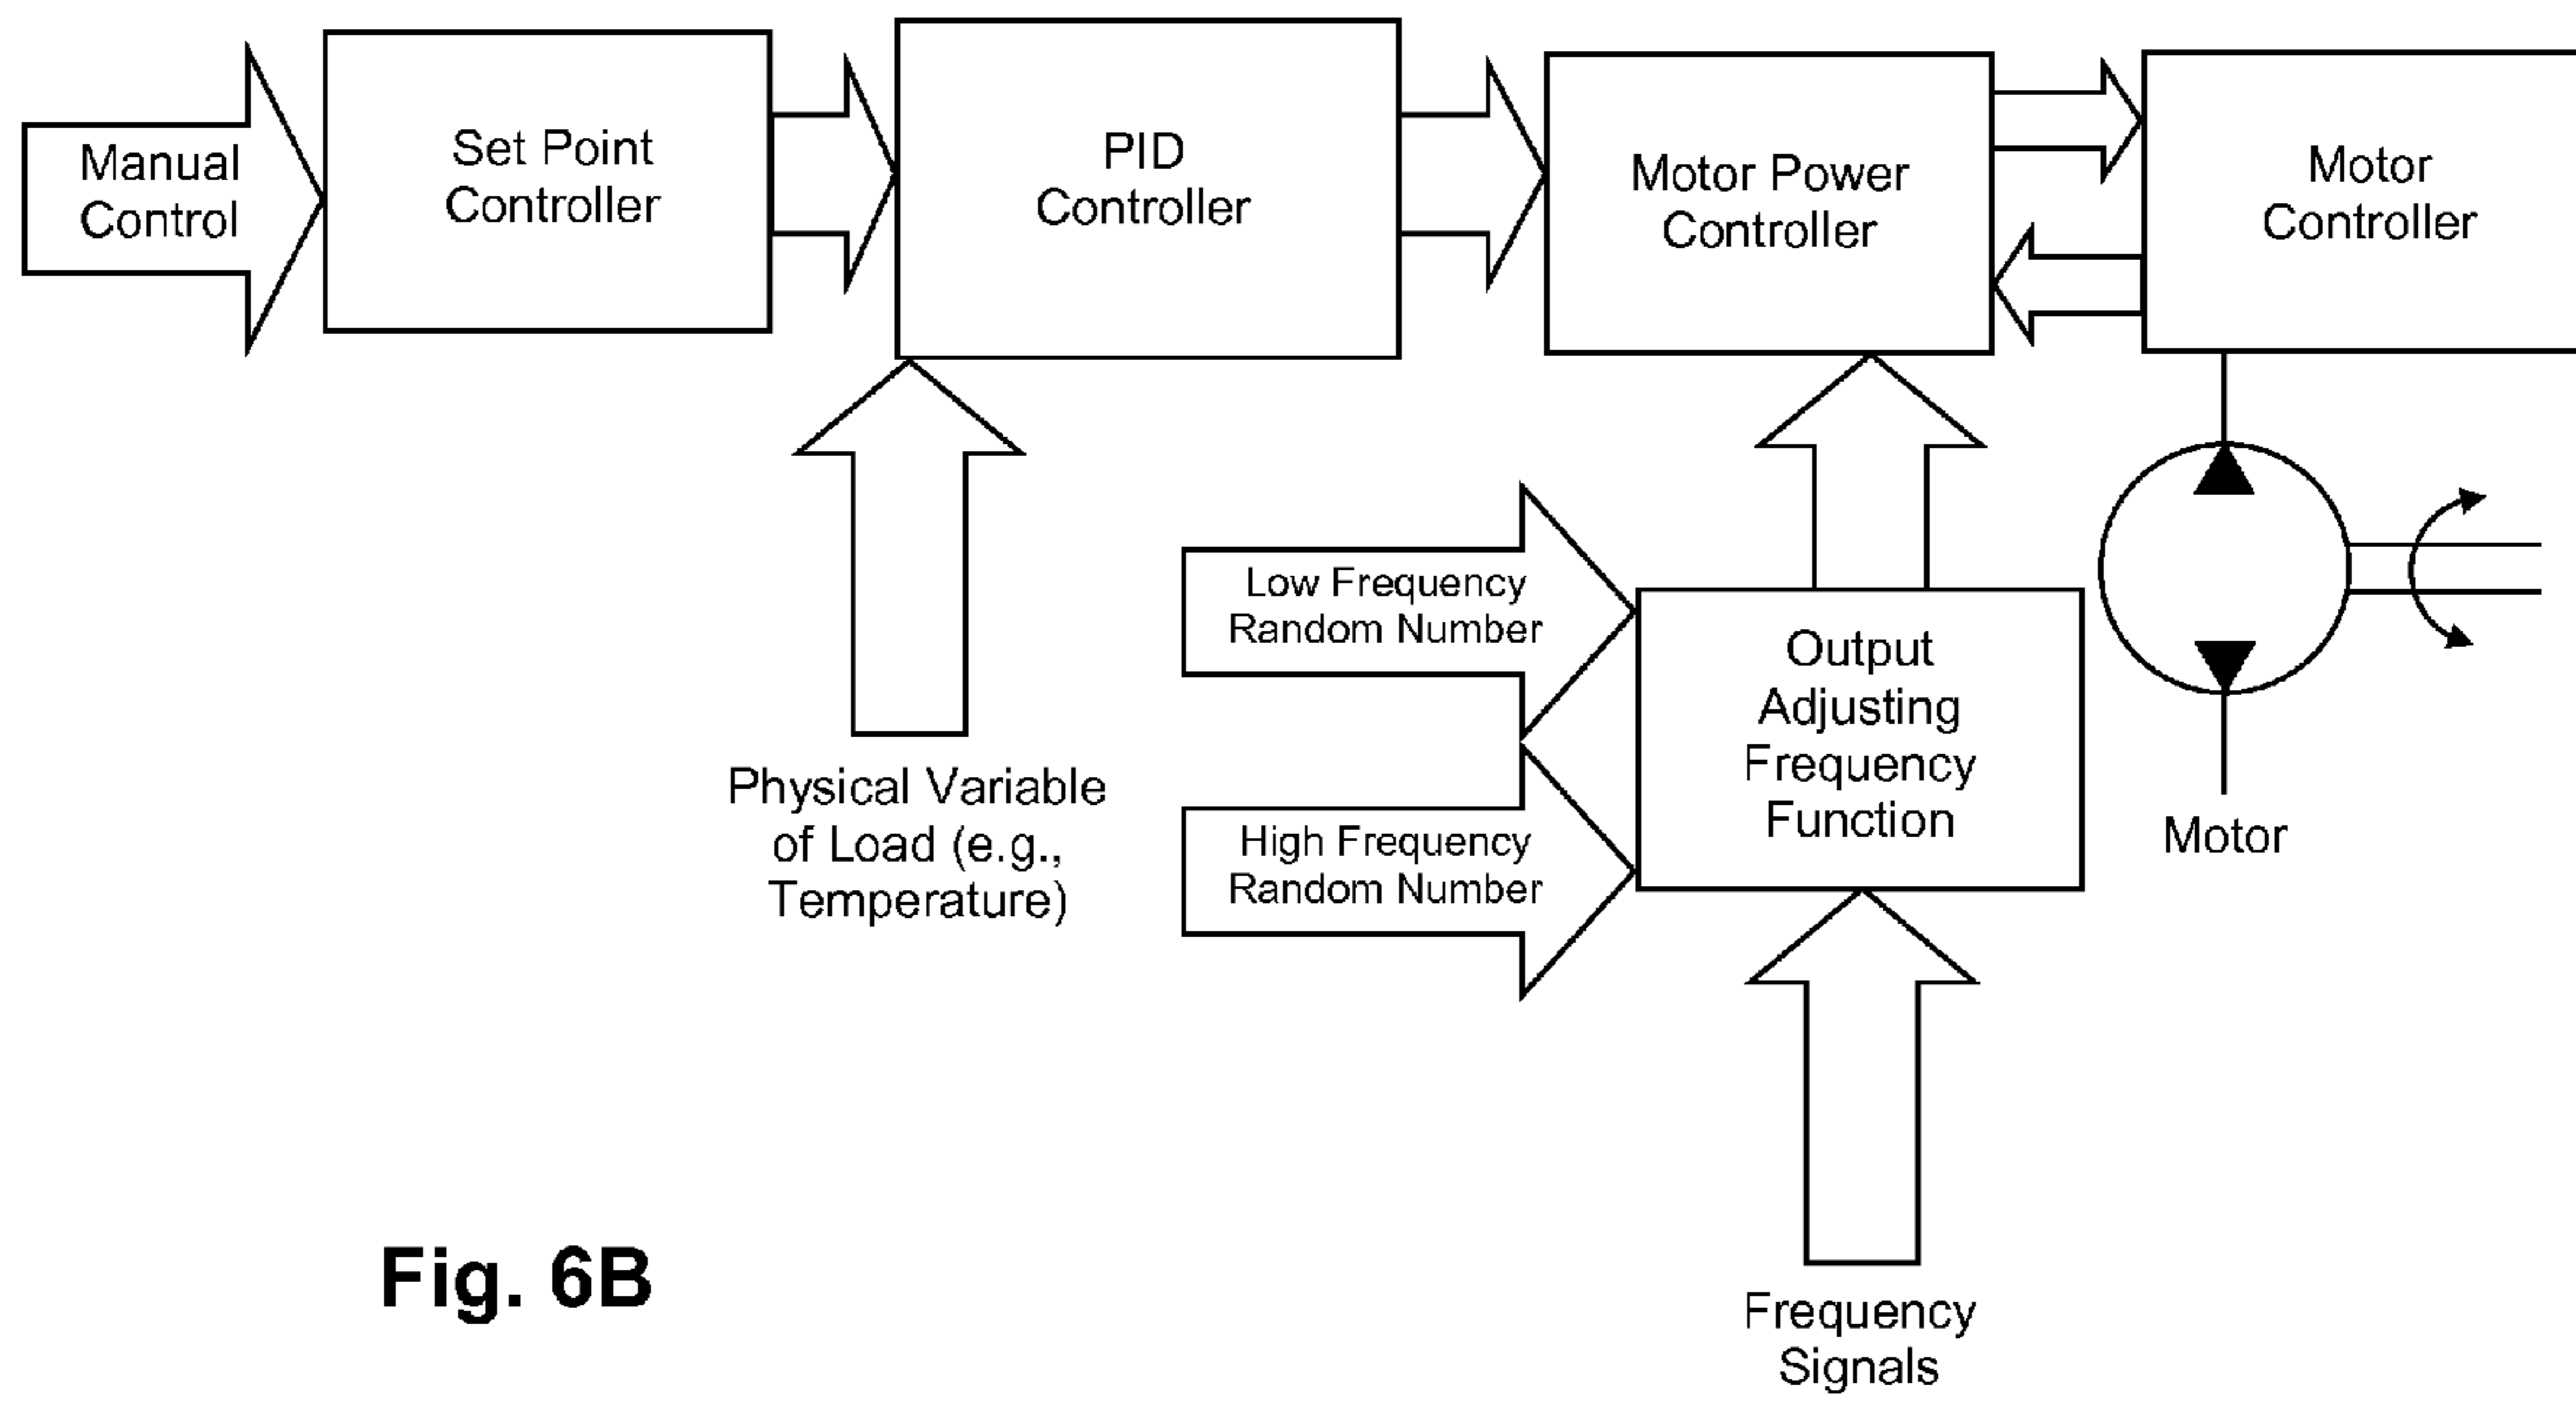 Manual
Control
Set Point
Controller
PID
Controller
Motor Power
Controller
Motor
Controller
Low Frequency
Random Number
High Frequency
Random Number
Output
Adjusting
Frequency
Function
Physical Variable
of Load (e.g.,
Temperature)
Motor
Frequency
Signals
Fig. 6B